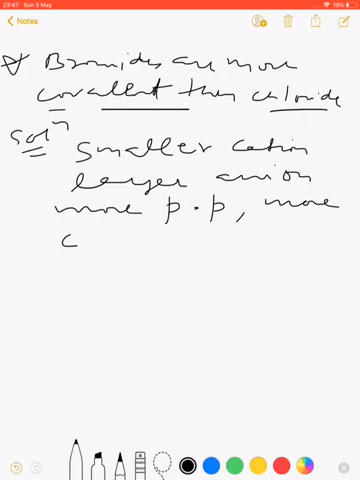 23:47 Sun 3 May
19%
Notes
Bromides are more
covalent then chloride
Solⁿ
Smaller cation
larger anion
more p.p, more
c